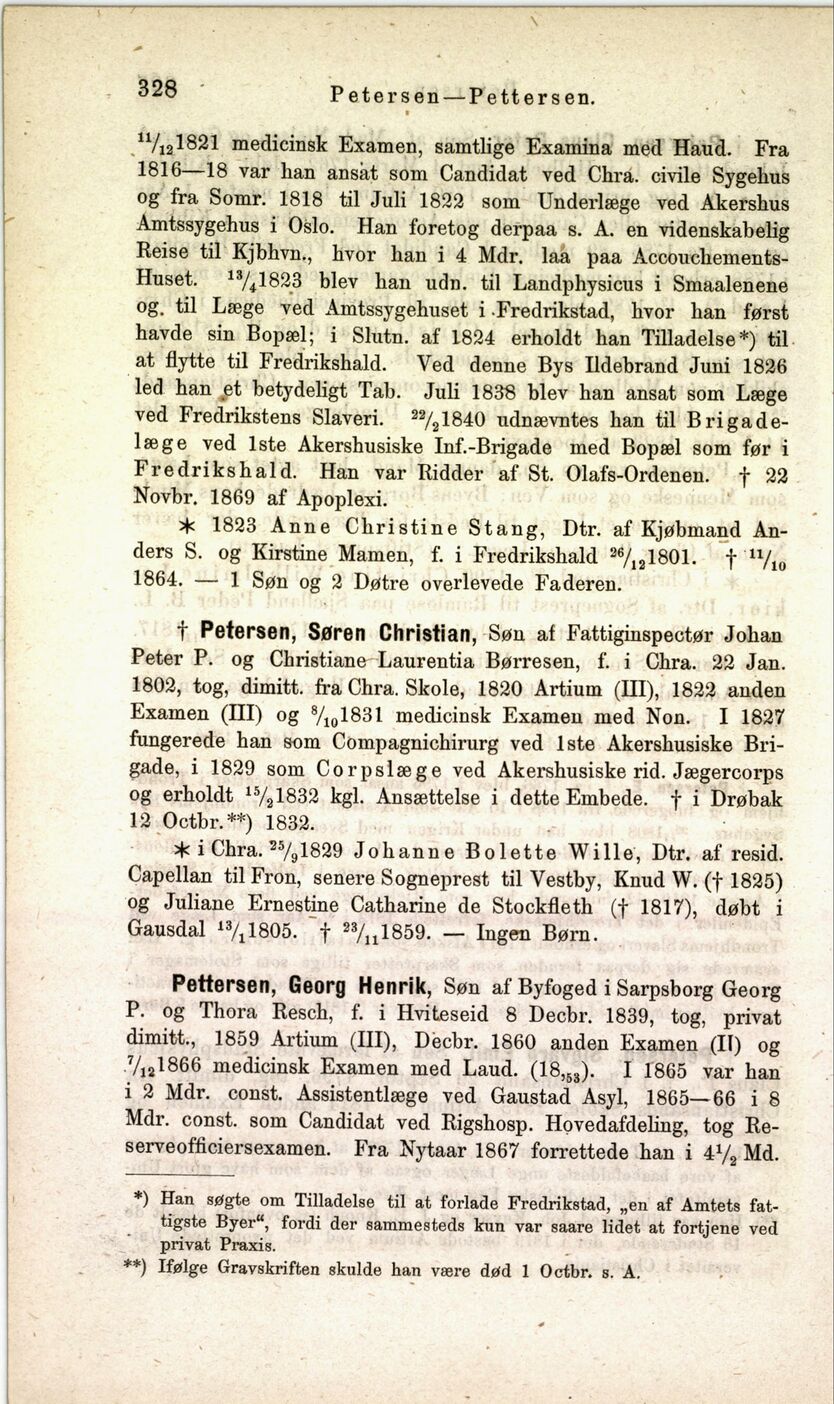 328
Petersen—Pettersen.
¹¹/₁₂1821 medicinsk Examen, samtlige Examina med Haud. Fra
1816—18 var han ansat som Candidat ved Chra. civile Sygehus
og fra Somr. 1818 til Juli 1822 som Underlæge ved Akershus
Amtssygehus i Oslo. Han foretog derpaa s. A. en videnskabelig
Reise til Kjbhvn., hvor han i 4 Mdr. laa paa Accouchements-
Huset. ¹³/₄1823 blev han udn. til Landphysicus i Smaalenene
og til Læge ved Amtssygehuset i Fredrikstad, hvor han først
havde sin Bopæl; i Slutn. af 1824 erholdt han Tilladelse*) til
at flytte til Fredrikshald. Ved denne Bys Ildebrand Juni 1826
led han et betydeligt Tab. Juli 1838 blev han ansat som Læge
ved Fredrikstens Slaveri. ²²/₂1840 udnævntes han til Brigade-
læge ved 1ste Akershusiske Inf.-Brigade med Bopæl som før i
Fredrikshald. Han var Ridder af St. Olafs-Ordenen. † 22
Novbr. 1869 af Apoplexi.
* 1823 Anne Christine Stang, Dtr. af Kjøbmand An-
ders S. og Kirstine Mamen, f. i Fredrikshald ²⁶/₁₂1801. † ¹¹/₁₀
1864. — 1 Søn og 2 Døtre overlevede Faderen.
† Petersen, Søren Christian, Søn af Fattiginspectør Johan
Peter P. og Christiane Laurentia Børresen, f. i Chra. 22 Jan.
1802, tog, dimitt. fra Chra. Skole, 1820 Artium (III), 1822 anden
Examen (III) og ⁸/₁₀1831 medicinsk Examen med Non. I 1827
fungerede han som Compagnichirurg ved 1ste Akershusiske Bri-
gade, i 1829 som Corpslæge ved Akershusiske rid. Jægercorps
og erholdt ¹⁵/₂1832 kgl. Ansættelse i dette Embede. † i Drøbak
12 Octbr.**) 1832.
* i Chra. ²⁵/₉1829 Johanne Bolette Wille, Dtr. af resid.
Capellan til Fron, senere Sogneprest til Vestby, Knud W. († 1825)
og Juliane Ernestine Catharine de Stockfleth († 1817), døbt i
Gausdal ¹³/₁1805. † ²³/₁₁1859. — Ingen Børn.
Pettersen, Georg Henrik, Søn af Byfoged i Sarpsborg Georg
P. og Thora Resch, f. i Hviteseid 8 Decbr. 1839, tog, privat
dimitt., 1859 Artium (III), Decbr. 1860 anden Examen (II) og
⁷/₁₂1866 medicinsk Examen med Laud. (18,₅₃). I 1865 var han
i 2 Mdr. const. Assistentlæge ved Gaustad Asyl, 1865—66 i 8
Mdr. const. som Candidat ved Rigshosp. Hovedafdeling, tog Re-
serveofficiersexamen. Fra Nytaar 1867 forrettede han i 4½ Md.
*) Han søgte om Tilladelse til at forlade Fredrikstad, „en af Amtets fat-
tigste Byer“, fordi der sammesteds kun var saare lidet at fortjene ved
privat Praxis.
**) Ifølge Gravskriften skulde han være død 1 Octbr. s. A.